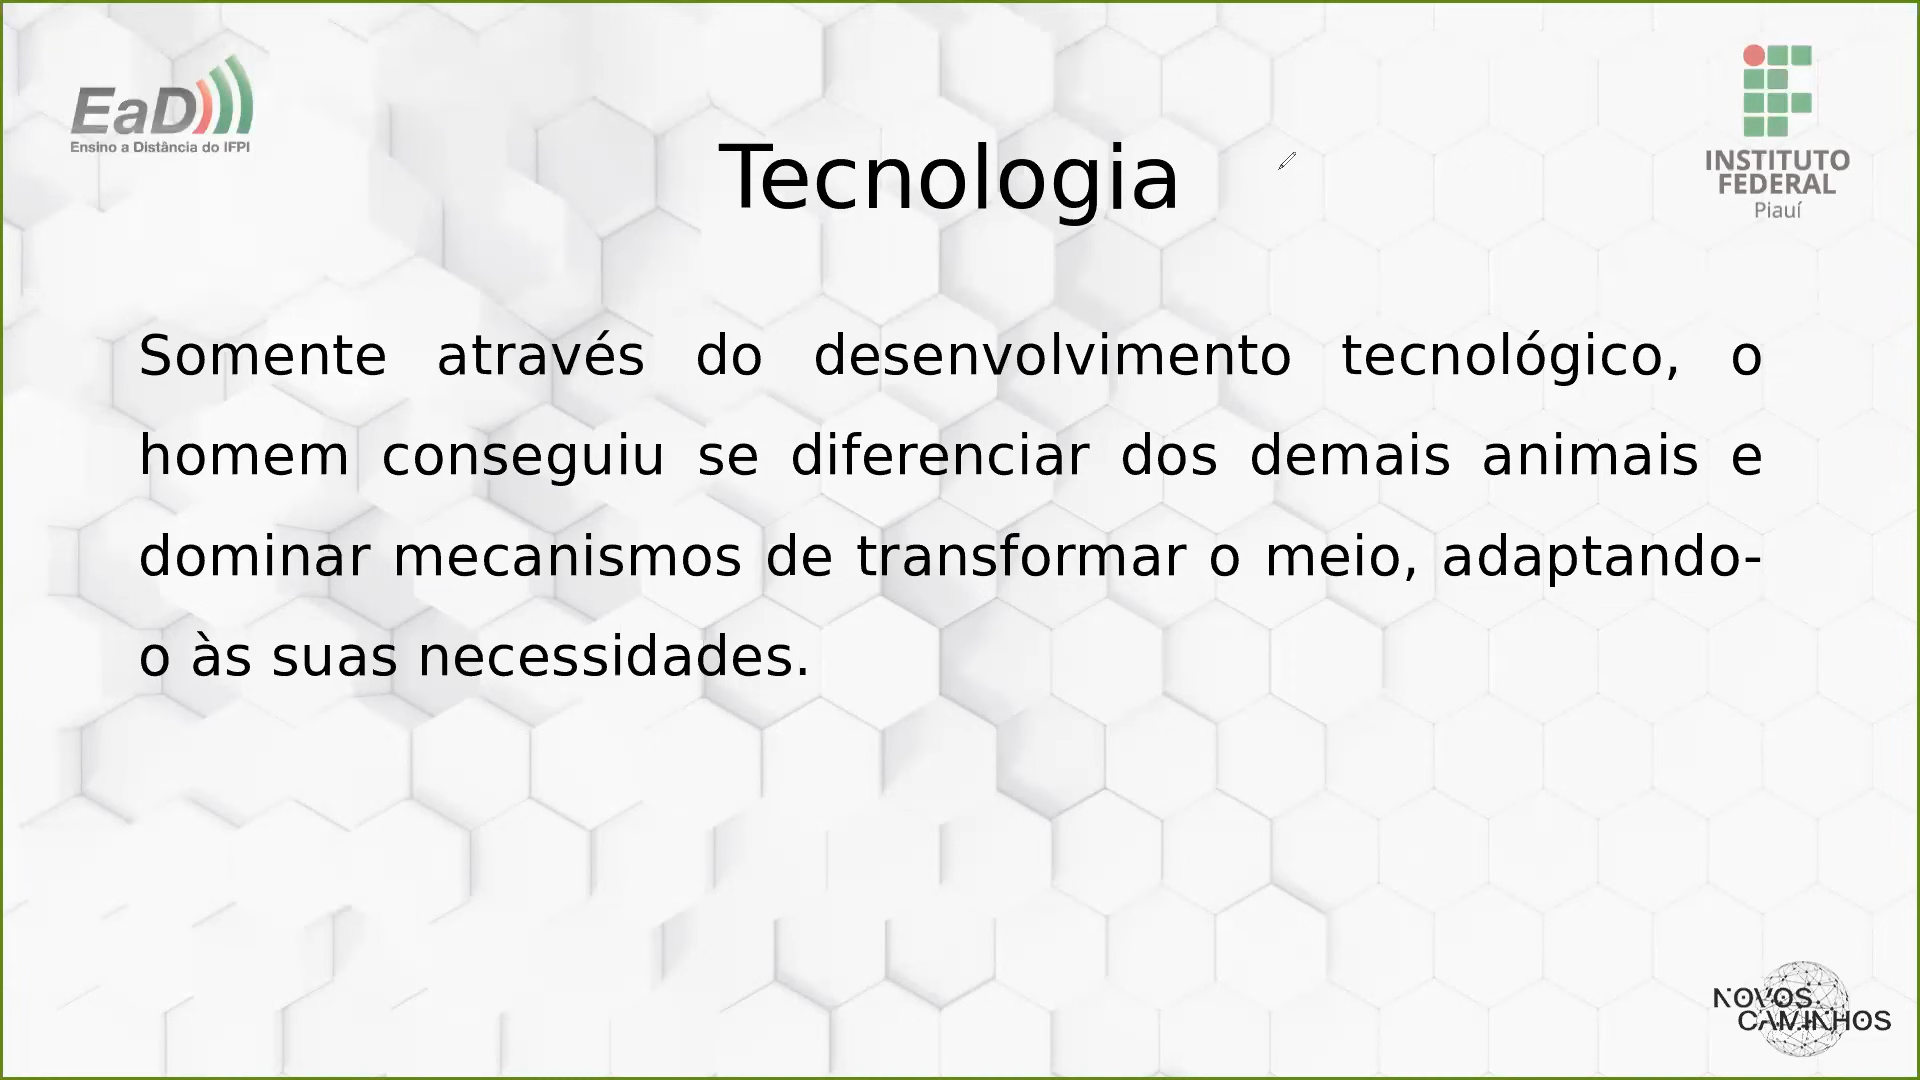 EaD
Ensino a Distância do IFPI
INSTITUTO
FEDERAL
Piauí
Tecnologia
Somente através do desenvolvimento tecnológico, o
homem conseguiu se diferenciar dos demais animais e
dominar mecanismos de transformar o meio, adaptando-
o às suas necessidades.
NOVOS
CAMINHOS